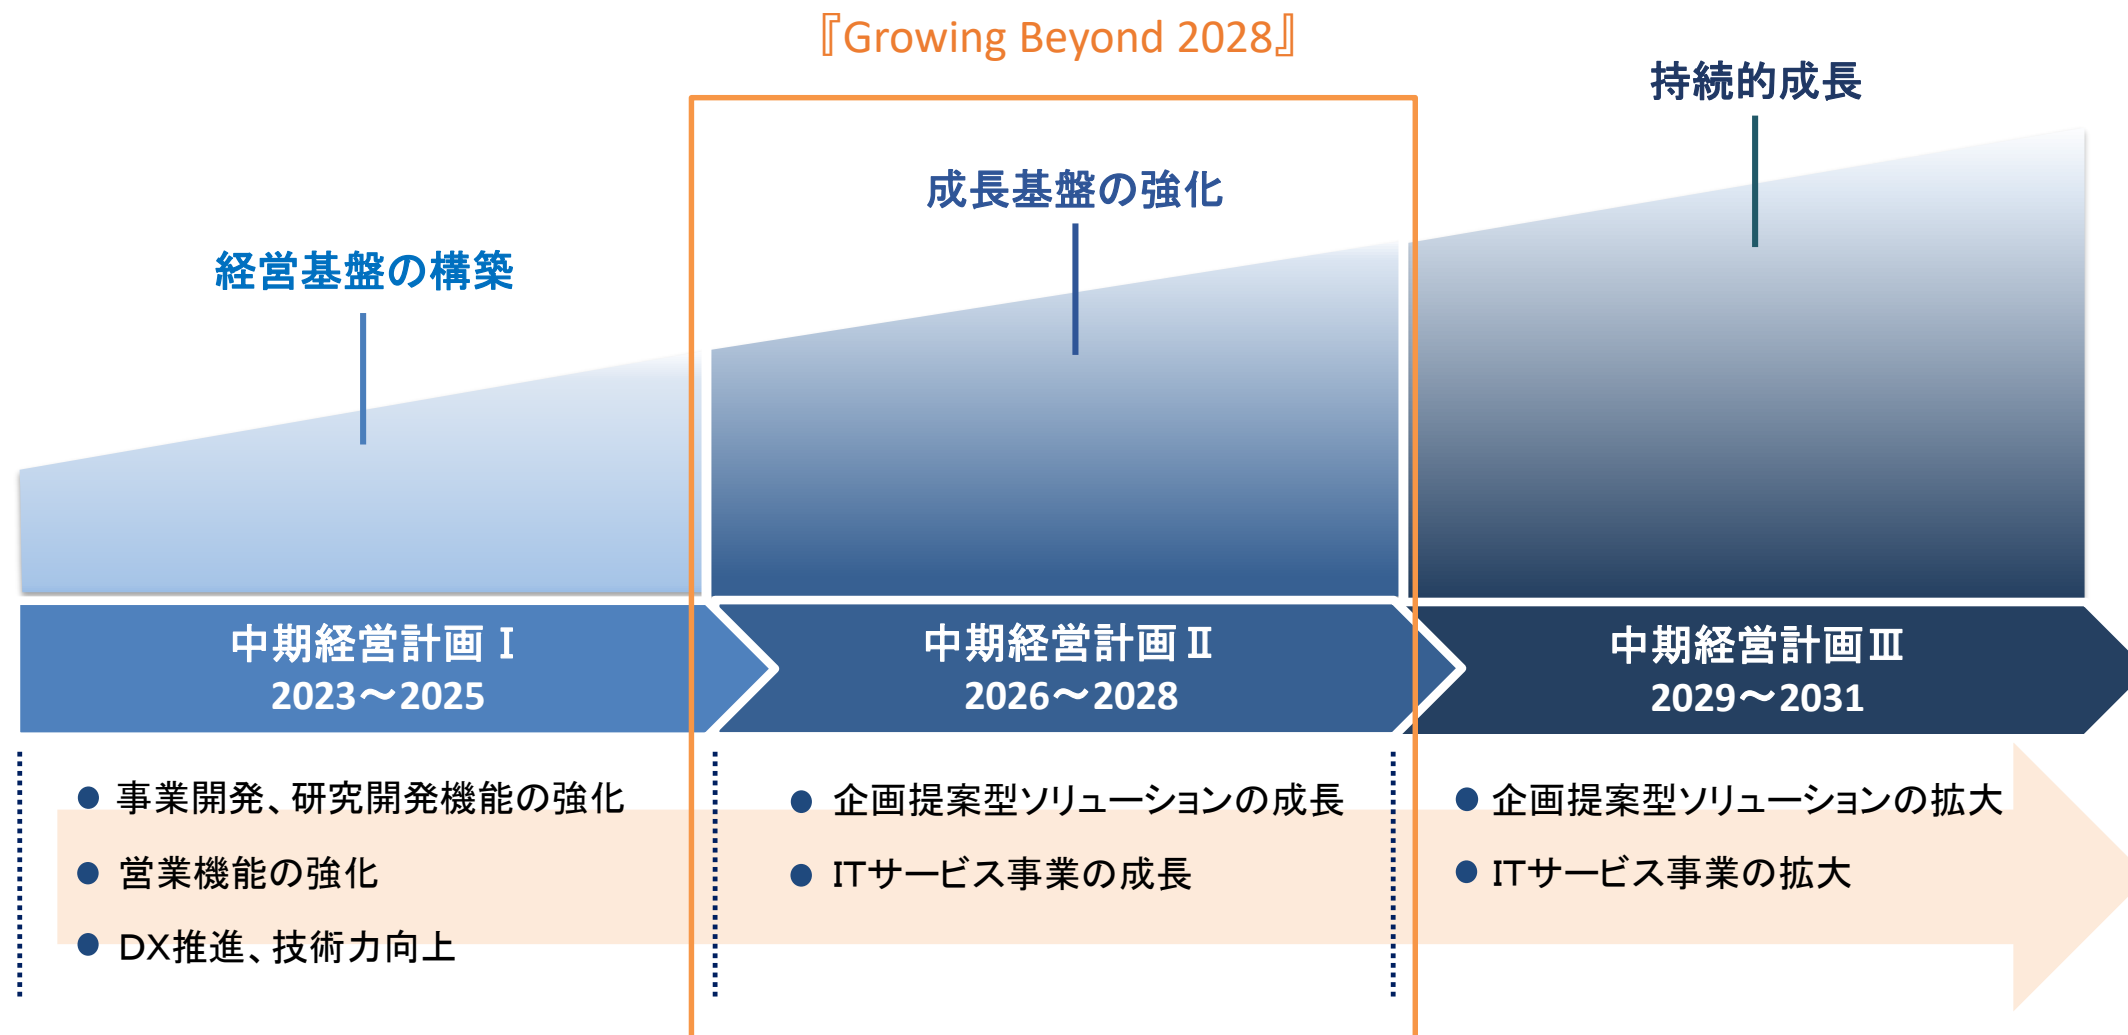 『Growing Beyond 2028』
持続的成長
成長基盤の強化
経営基盤の構築
中期経営計画Ⅰ
2023～2025
中期経営計画Ⅱ
2026～2028
中期経営計画Ⅲ
2029～2031
● 事業開発、研究開発機能の強化
● 営業機能の強化
● DX推進、技術力向上
● 企画提案型ソリューションの成長
● ITサービス事業の成長
● 企画提案型ソリューションの拡大
● ITサービス事業の拡大